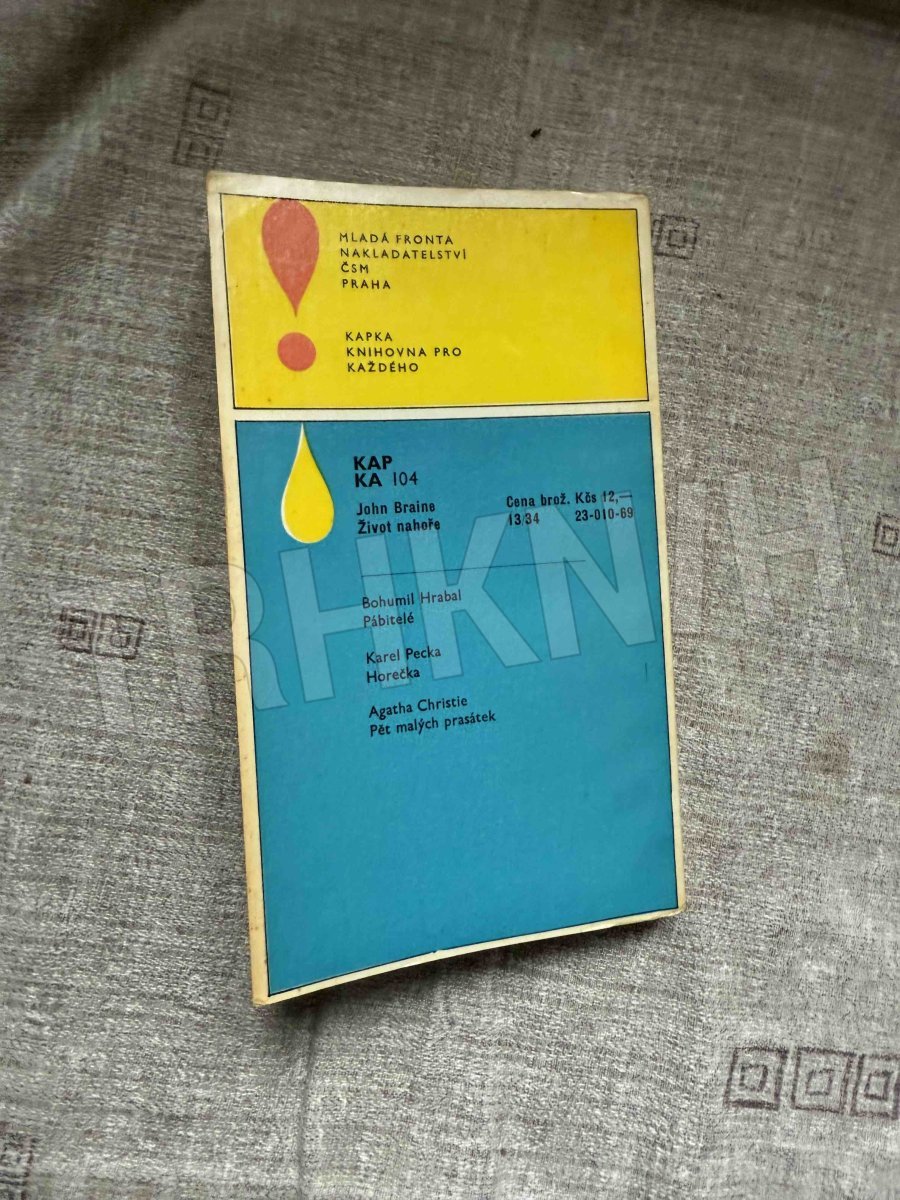 MLADÁ FRONTA
NAKLADATELSTVÍ
ČSM
PRAHA
KAPKA
KNIHOVNA PRO
KAŽDÉHO
KAP
KA 104
John Braine
Život nahoře
Cena brož. Kčs 12,—
13/34 23-010-69
Bohumil Hrabal
Pábitelé
Karel Pecka
Horečka
Agatha Christie
Pět malých prasátek
TRHKNIH